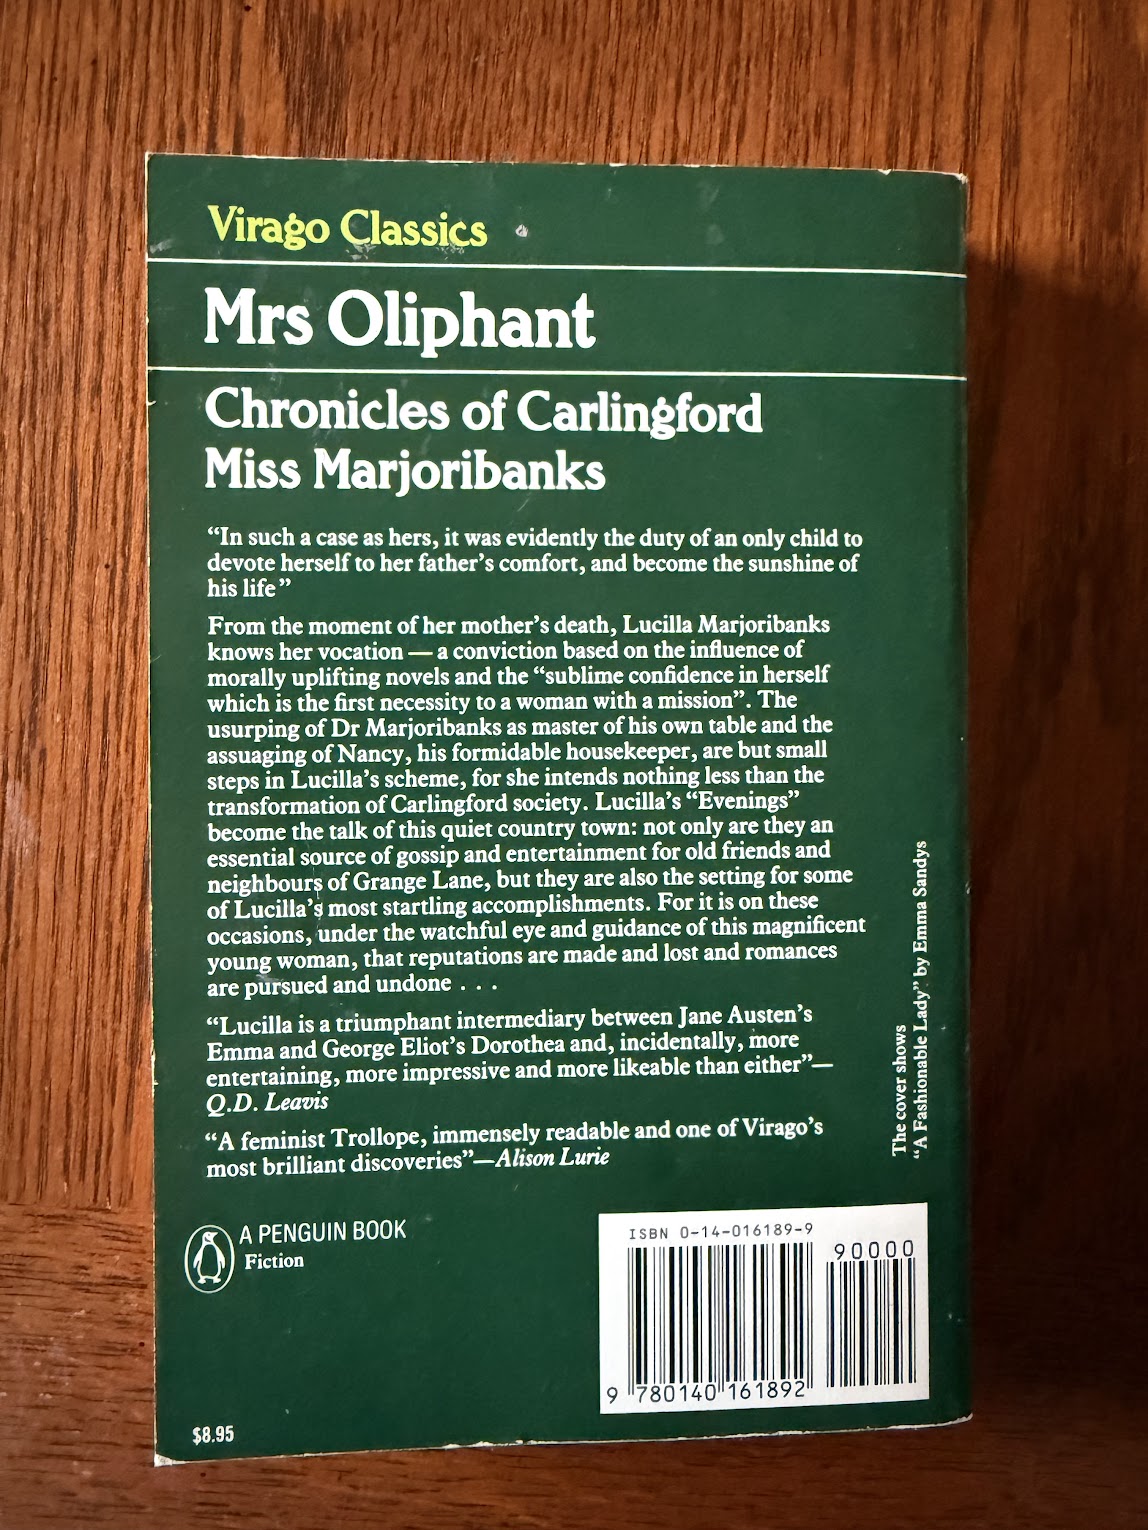 Virago Classics
Mrs Oliphant
Chronicles of Carlingford
Miss Marjoribanks
“In such a case as hers, it was evidently the duty of an only child to
devote herself to her father’s comfort, and become the sunshine of
his life”
From the moment of her mother’s death, Lucilla Marjoribanks
knows her vocation — a conviction based on the influence of
morally uplifting novels and the “sublime confidence in herself
which is the first necessity to a woman with a mission”. The
usurping of Dr Marjoribanks as master of his own table and the
assuaging of Nancy, his formidable housekeeper, are but small
steps in Lucilla’s scheme, for she intends nothing less than the
transformation of Carlingford society. Lucilla’s “Evenings”
become the talk of this quiet country town: not only are they an
essential source of gossip and entertainment for old friends and
neighbours of Grange Lane, but they are also the setting for some
of Lucilla’s most startling accomplishments. For it is on these
occasions, under the watchful eye and guidance of this magnificent
young woman, that reputations are made and lost and romances
are pursued and undone . . .
“Lucilla is a triumphant intermediary between Jane Austen’s
Emma and George Eliot’s Dorothea and, incidentally, more
entertaining, more impressive and more likeable than either”—
Q.D. Leavis
“A feminist Trollope, immensely readable and one of Virago’s
most brilliant discoveries”—Alison Lurie
The cover shows
“A Fashionable Lady” by Emma Sandys
A PENGUIN BOOK
Fiction
ISBN 0-14-016189-9
90000
9 780140 161892
$8.95